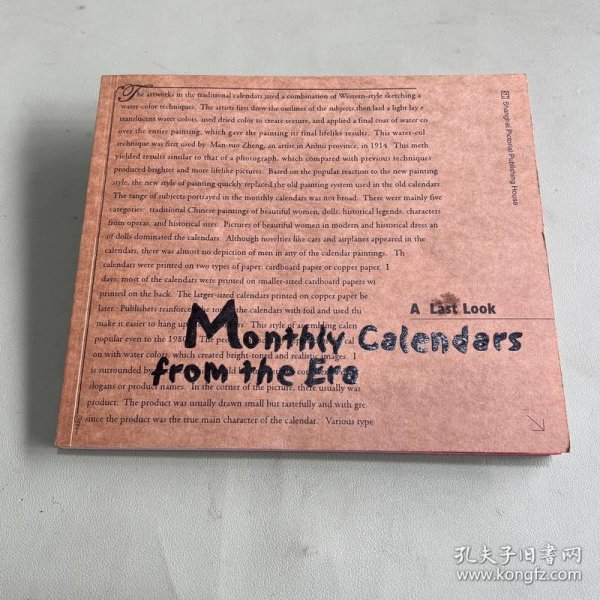 The artworks in the traditional calendars used a combination of Western-style sketching a
water-color techniques. The artists first drew the outlines of the subjects, then laid a light laye
translucent water colors, used dried color to create texture, and applied a final coat of water co
over the entire painting, which gave the painting its final lifelike results. This water-col
technique was first used by Man-tuo Zheng, an artist in Anhui province, in 1914. This meth
yielded results similar to that of a photograph, which compared with previous techniques
produced brighter and more lifelike pictures. Based on the popular reaction to the new painting
style, the new style of painting quickly replaced the old painting system used in the old calendars
The range of subjects portrayed in the monthly calendars was not broad. There were mainly five
categories: traditional Chinese paintings of beautiful women, dolls, historical legends, characters
from operas, and historical sites. Pictures of beautiful women in modern and historical dress an
of dolls dominated the calendars. Although novelties like cars and airplanes appeared in the
calendars, there was almost no depiction of men in any of the calendar paintings. Th
calendars were printed on two types of paper: cardboard paper or copper paper. I
days, most of the calendars were printed on smaller-sized cardboard papers wi
printed on the back. The larger-sized calendars printed on copper paper be
later. Publishers reinforce the to the calendars with foil and used thi
make it easier to hang up This style of assembling calen
popular even to the 198 The pe cal
on with water colors, which created bright-toned and realistic images. I
is surrounded by
slogans or product names. In the corner of the picture, there usually was
product. The product was usually drawn small but tastefully and with gre
since the product was the true main character of the calendar. Various type
Shanghai Pictorial Publishing House
A Last Look
Monthly Calendars
from the Era
孔夫子旧书网
www.kongfz.com